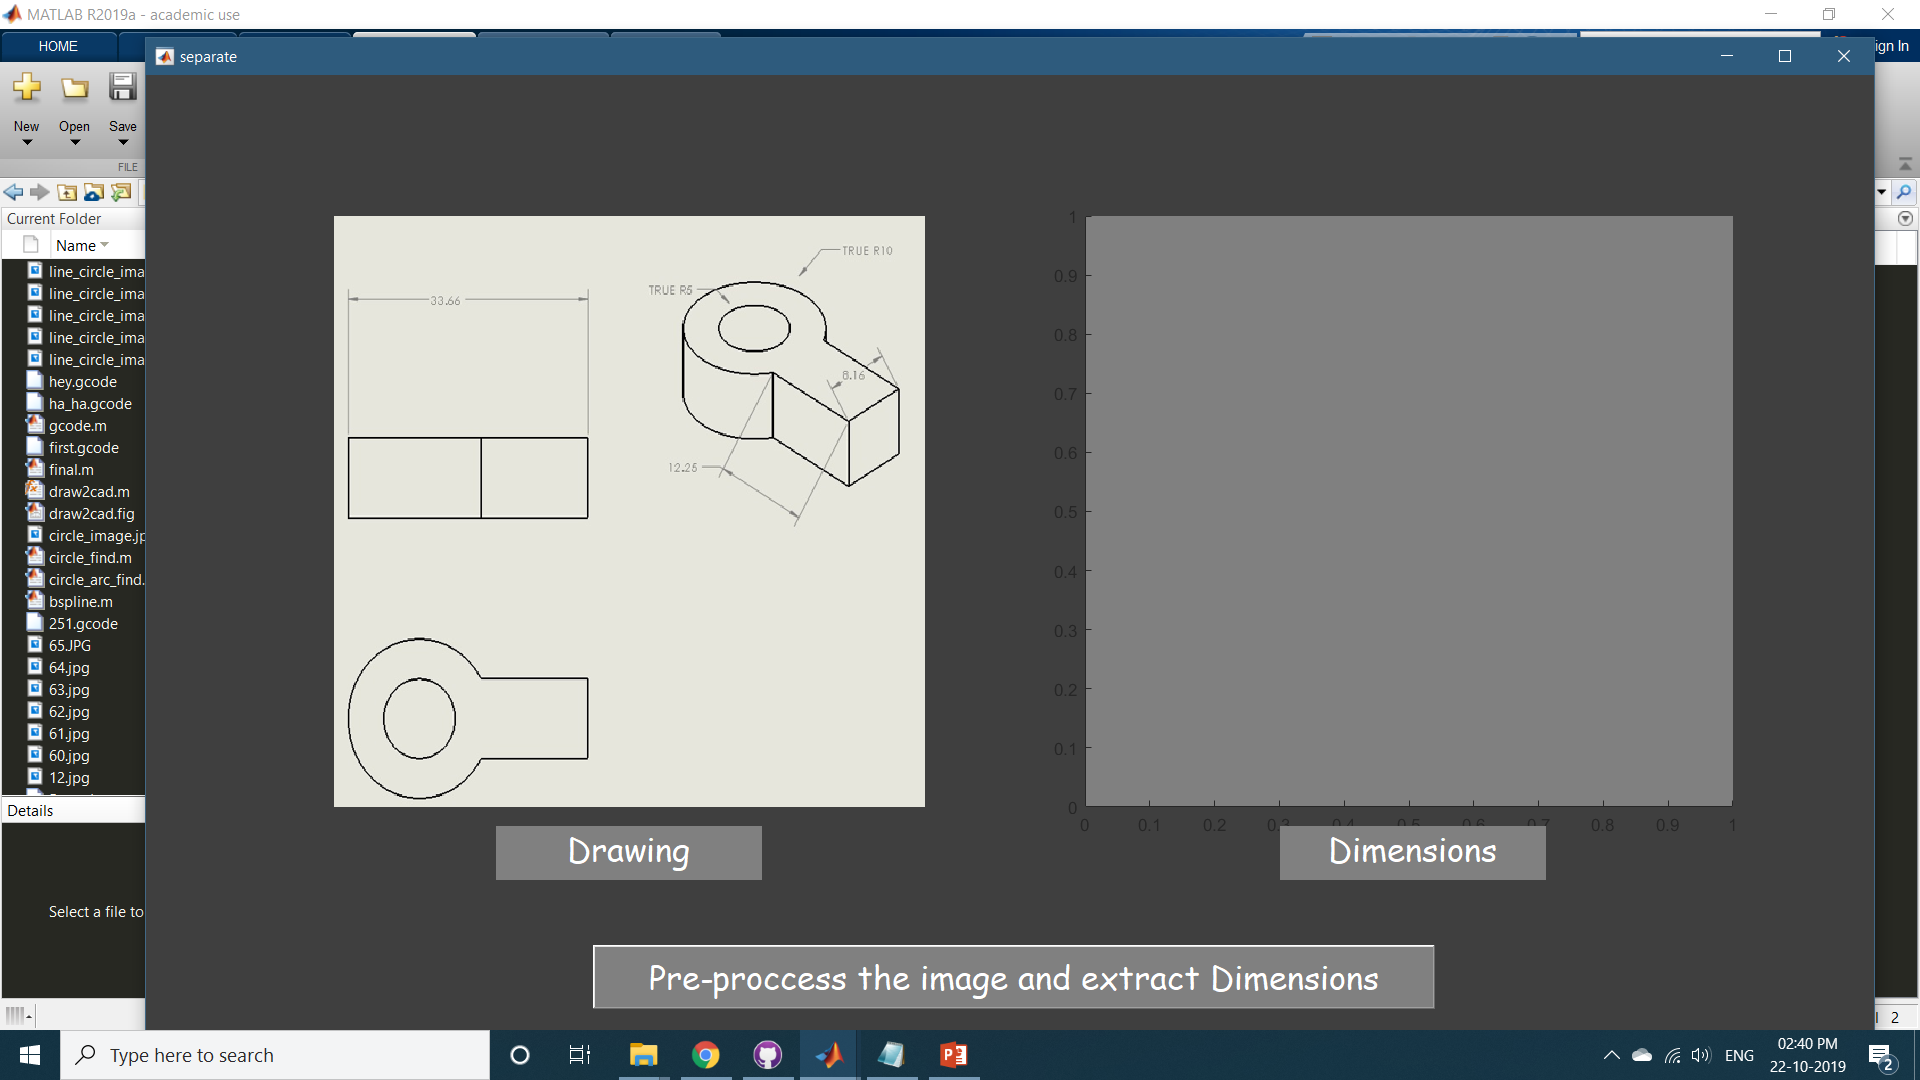 MATLAB R2019a - academic use
HOME
ign In
separate
New
Open
Save
FILE
Current Folder
Name
line_circle_ima
line_circle_ima
line_circle_ima
line_circle_ima
line_circle_ima
hey.gcode
ha_ha.gcode
gcode.m
first.gcode
final.m
draw2cad.m
draw2cad.fig
circle_image.jp
circle_find.m
circle_arc_find.
bspline.m
251.gcode
65.JPG
64.jpg
63.jpg
62.jpg
61.jpg
60.jpg
12.jpg
Details
Select a file to
TRUE R10
TRUE R5
33.66
8.16
12.25
1
0.9
0.8
0.7
0.6
0.5
0.4
0.3
0.2
0.1
0
0 0.1 0.2 0.3 0.4 0.5 0.6 0.7 0.8 0.9 1
Drawing
Dimensions
Pre-proccess the image and extract Dimensions
2
Type here to search
ENG
02:40 PM
22-10-2019
2